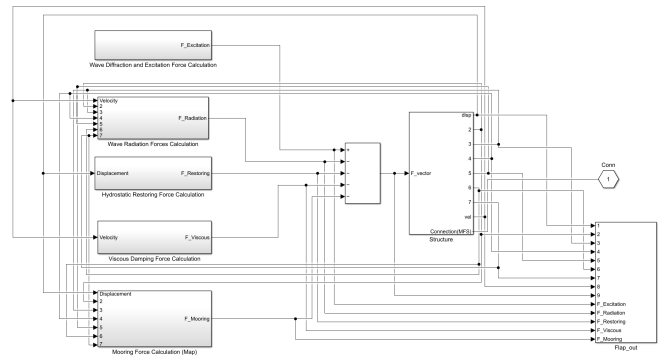 F_Excitation
Wave Diffraction and Excitation Force Calculation
Velocity
2
3
4
5
6
7
F_Radiation
Wave Radiation Forces Calculation
Displacement
F_Restoring
Hydrostatic Restoring Force Calculation
Velocity
F_Viscous
Viscous Damping Force Calculation
Displacement
2
3
4
5
6
7
F_Mooring
Mooring Force Calculation (Map)
+
−
−
−
−
F_vector
disp
2
3
4
5
6
7
vel
Connection(MFS)
Structure
Conn
1
1
2
3
4
5
6
7
8
9
F_Excitation
F_Radiation
F_Restoring
F_Viscous
F_Mooring
Flap_out